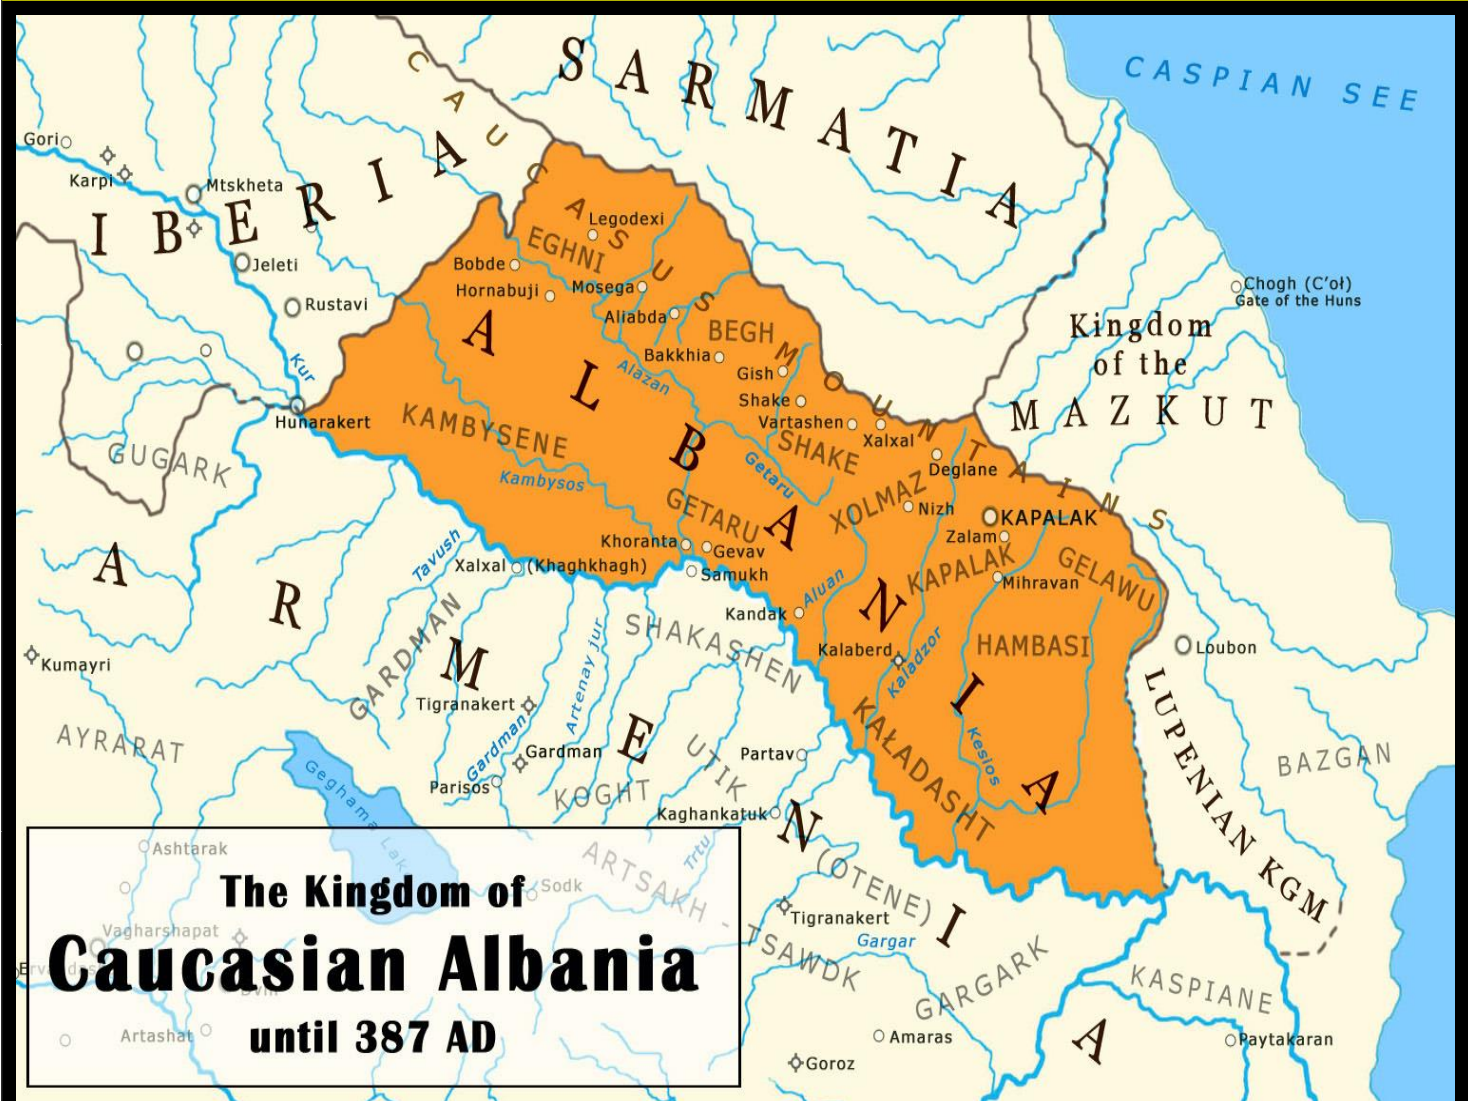 CASPIAN SEE
SARMATIA
CAUCASUS MOUNTAINS
IBERIA
Gori
Karpi
Mtskheta
Jeleti
Rustavi
Kur
Hunarakert
GUGARK
Legodexi
EGHNI
Bobde
Hornabuji
Mosega
Aliabda
BEGH
Bakkhia
Gish
Alazan
Shake
Vartashen
Xalxal
SHAKE
Deglane
ALBANIA
KAMBYSENE
Kambysos
Getaru
GETARU
XOLMAZ
Nizh
KAPALAK
Zalam
KAPALAK
GELAWU
Mihravan
Khoranta
Gevav
Samukh
Xalxal (Khaghkhagh)
Kandak
Aluan
Kalaberd
Kaladzor
HAMBASI
KAŁADASHT
Kesios
Chogh (C'oł)
Gate of the Huns
Kingdom
of the
MAZKUT
Loubon
LUPENIAN KGM
BAZGAN
ARMENIA
Tavush
GARDMAN
SHAKASHEN
Kumayri
AYRARAT
Tigranakert
Artenay jur
Gardman
Gardman
Parisos
KOGHT
UTIK
Partav
Kaghankatuk
Trtu
(OTENE)
Geghama Lake
Ashtarak
Sodk
ARTSAKH - TSAWDK
Tigranakert
Gargar
GARGARK
KASPIANE
Vagharshapat
Dvin
Artashat
Amaras
Goroz
Paytakaran
The Kingdom of
Caucasian Albania
until 387 AD